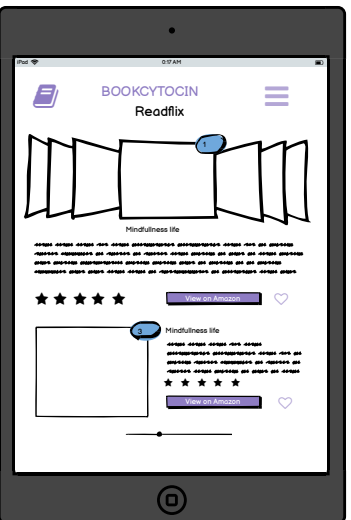 iPad
0:17 AM
BOOKCYTOCIN
Readflix
1
Mindfullness life
View on Amazon
3
Mindfullness life
View on Amazon